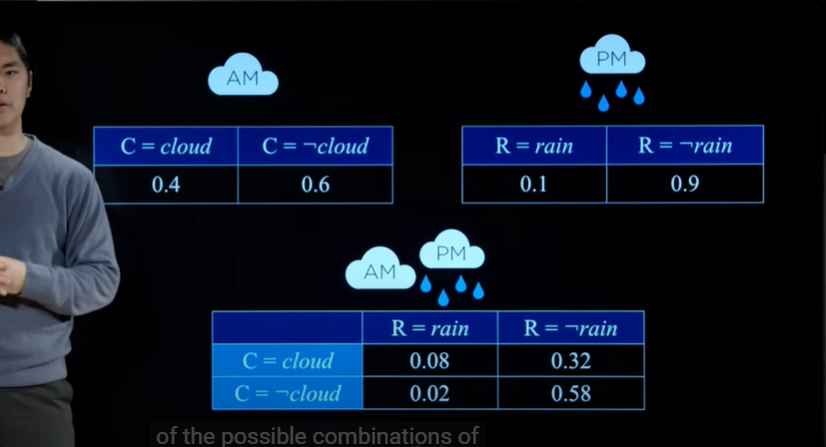 AM
C = cloud C = ¬cloud
0.4 0.6
PM
R = rain R = ¬rain
0.1 0.9
AM
PM
R = rain R = ¬rain
C = cloud 0.08 0.32
C = ¬cloud 0.02 0.58
of the possible combinations of